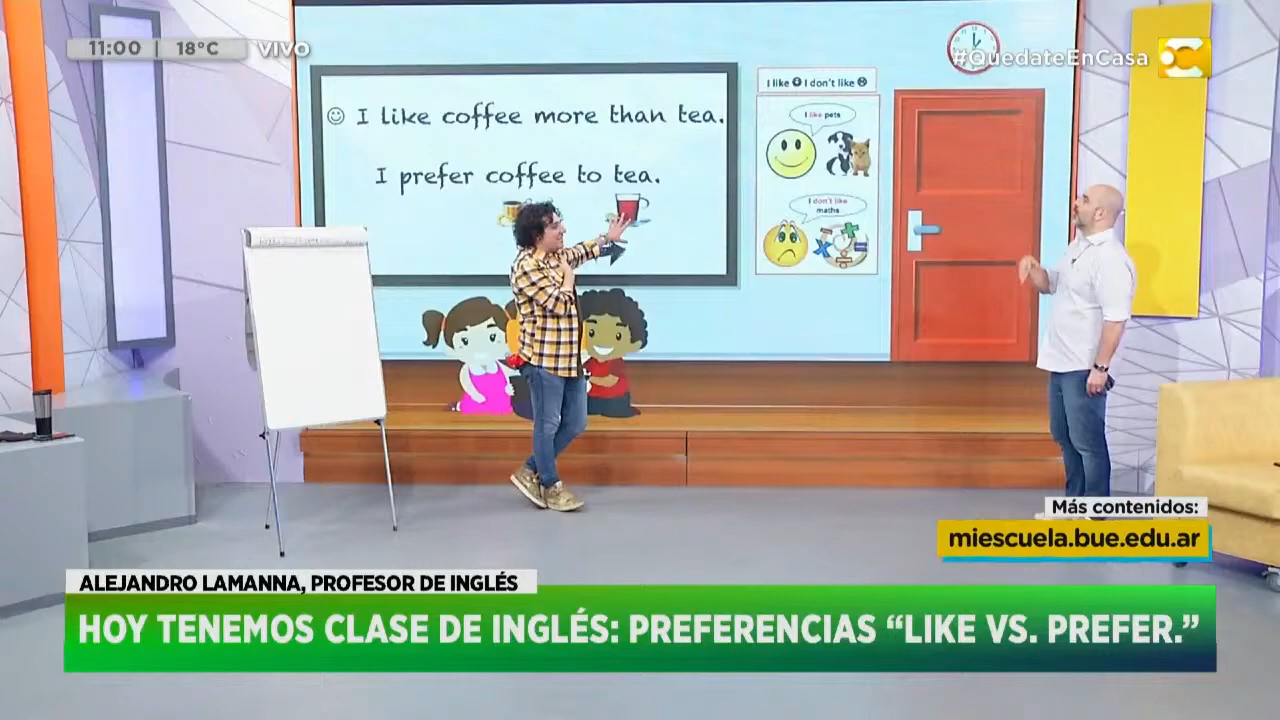 11:00 | 18°C VIVO
#QuedateEnCasa
I like coffee more than tea.
I prefer coffee to tea.
I like I don't like
I like pets
I don't like
maths
Más contenidos:
miescuela.bue.edu.ar
ALEJANDRO LAMANNA, PROFESOR DE INGLÉS
HOY TENEMOS CLASE DE INGLÉS: PREFERENCIAS “LIKE VS. PREFER.”